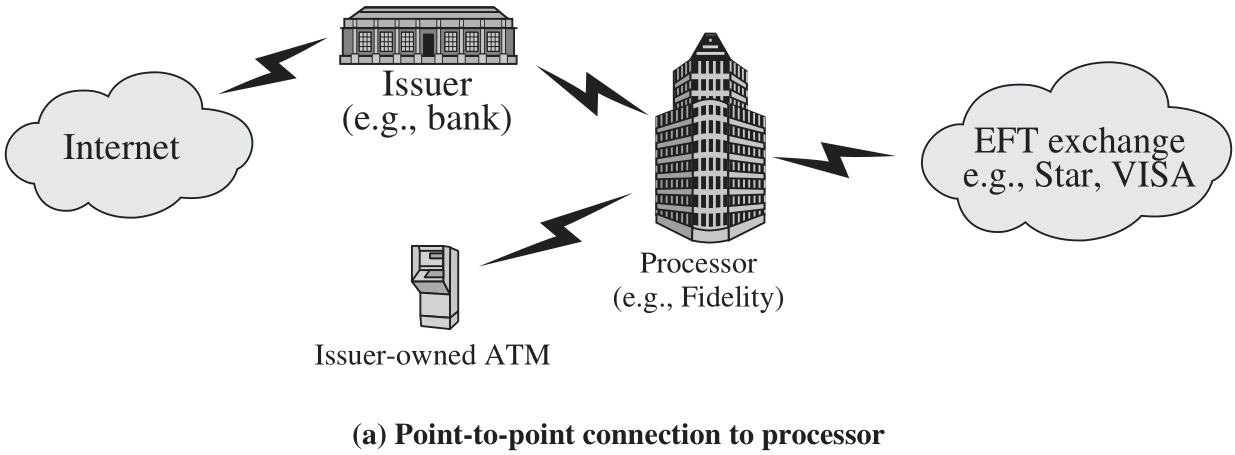 Issuer
(e.g., bank)
Internet
EFT exchange
e.g., Star, VISA
Processor
(e.g., Fidelity)
Issuer-owned ATM
(a) Point-to-point connection to processor